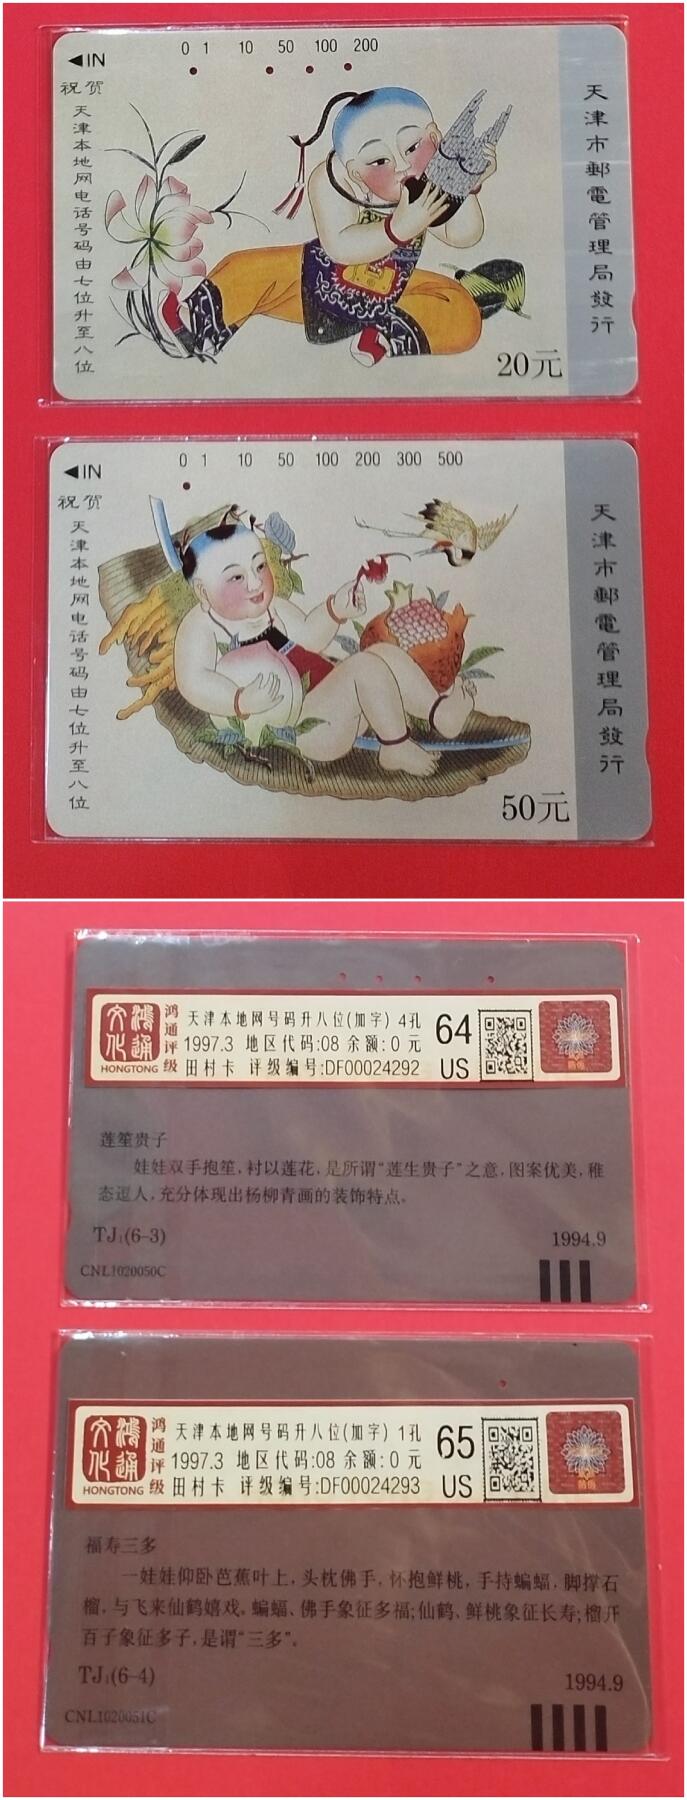 ◀IN
0 1 10 50 100 200
祝贺
天津本地网电话号码由七位升至八位
天津市郵電管理局發行
20元
◀IN
0 1 10 50 100 200 300 500
祝贺
天津本地网电话号码由七位升至八位
天津市郵電管理局發行
50元
鸿通文化
HONGTONG
鸿通评级
天津本地网号码升八位(加字) 4孔
1997.3 地区代码:08 余额:0 元
田村卡 评级编号:DF00024292
64
US
莲笙贵子
娃娃双手抱笙,衬以莲花,是所谓“莲生贵子”之意,图案优美,稚
态逗人,充分体现出杨柳青画的装饰特点。
TJ1(6-3)
1994.9
CNL1020050C
鸿通文化
HONGTONG
鸿通评级
天津本地网号码升八位(加字) 1孔
1997.3 地区代码:08 余额:0 元
田村卡 评级编号:DF00024293
65
US
福寿三多
一娃娃仰卧芭蕉叶上,头枕佛手,怀抱鲜桃,手持蝙蝠,脚撑石
榴,与飞来仙鹤嬉戏。蝙蝠、佛手象征多福;仙鹤、鲜桃象征长寿;榴开
百子象征多子,是谓“三多”。
TJ1(6-4)
1994.9
CNL1020051C